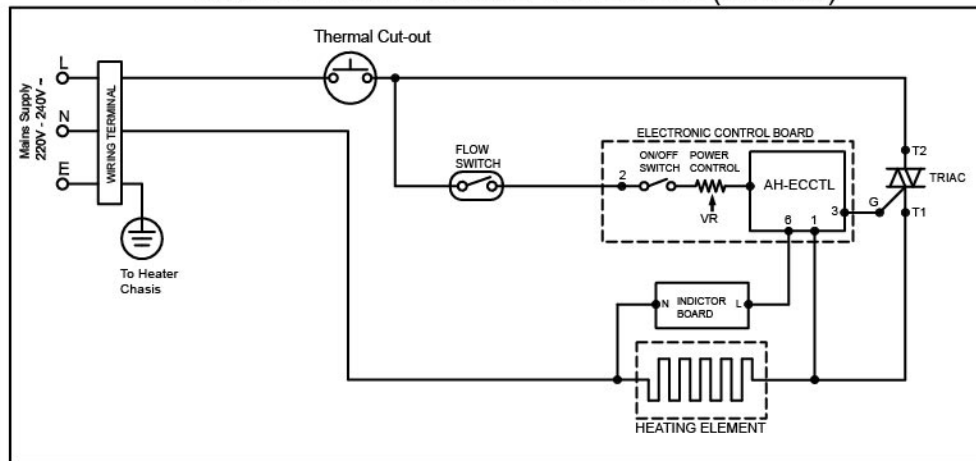 Thermal Cut-out
L
N
E
Mains Supply
220V - 240V ~
WIRING TERMINAL
To Heater
Chasis
FLOW
SWITCH
ELECTRONIC CONTROL BOARD
2
ON/OFF
SWITCH
POWER
CONTROL
VR
AH-ECCTL
3
6
1
G
T2
TRIAC
T1
N
INDICTOR
BOARD
L
HEATING ELEMENT